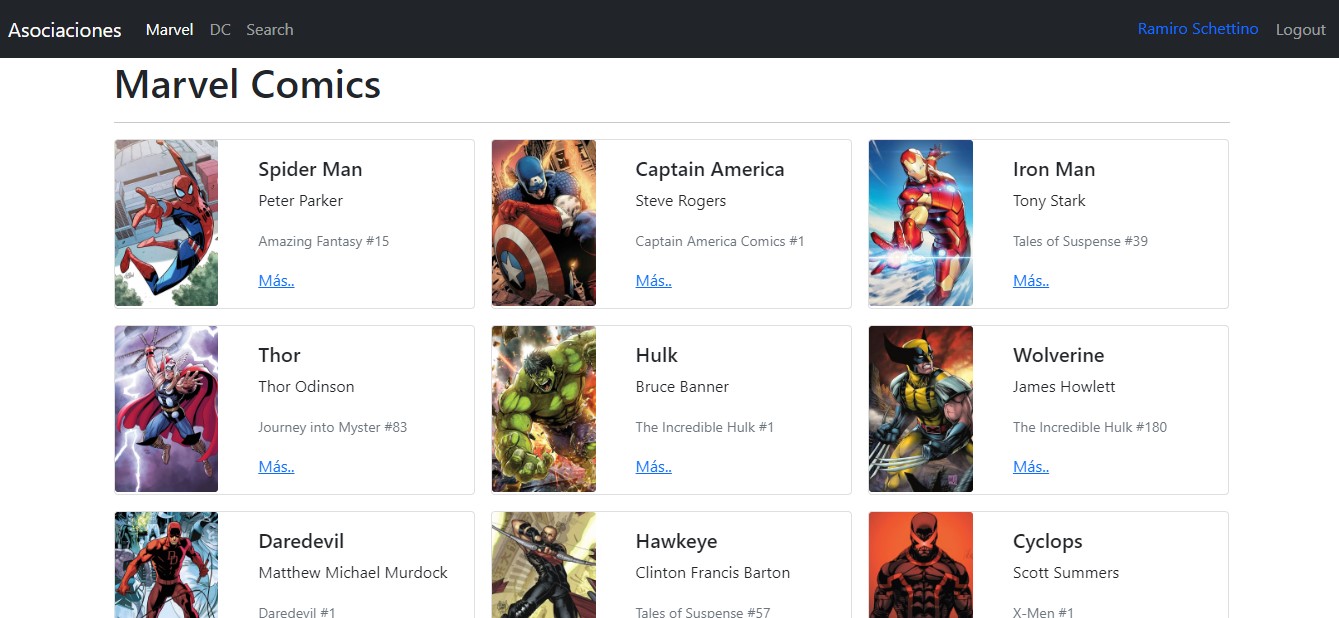 Asociaciones Marvel DC Search Ramiro Schettino Logout
Marvel Comics
Spider Man
Peter Parker
Amazing Fantasy #15
Más..
Captain America
Steve Rogers
Captain America Comics #1
Más..
Iron Man
Tony Stark
Tales of Suspense #39
Más..
Thor
Thor Odinson
Journey into Myster #83
Más..
Hulk
Bruce Banner
The Incredible Hulk #1
Más..
Wolverine
James Howlett
The Incredible Hulk #180
Más..
Daredevil
Matthew Michael Murdock
Daredevil #1
Hawkeye
Clinton Francis Barton
Tales of Suspense #57
Cyclops
Scott Summers
X-Men #1